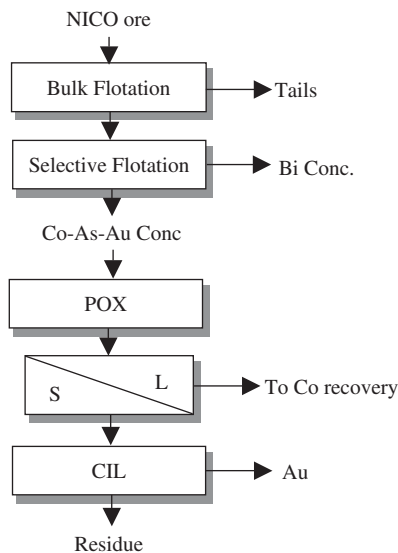 NICO ore
Bulk Flotation
Tails
Selective Flotation
Bi Conc.
Co-As-Au Conc
POX
S
L
To Co recovery
CIL
Au
Residue